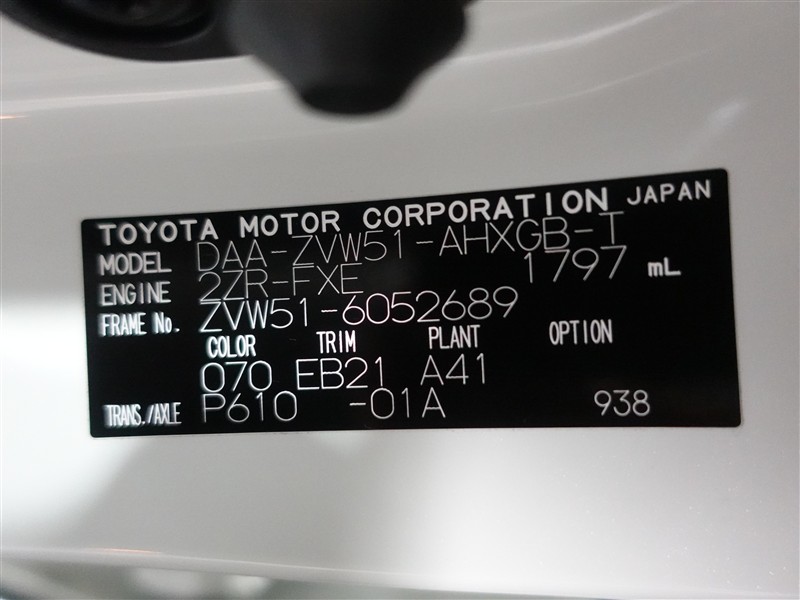 TOYOTA MOTOR CORPORATION JAPAN
MODEL DAA-ZVW51-AHXGB-T
ENGINE 2ZR-FXE 1797 mL
FRAME No. ZVW51-6052689
COLOR TRIM PLANT OPTION
070 EB21 A41
TRANS./AXLE P610 -01A 938